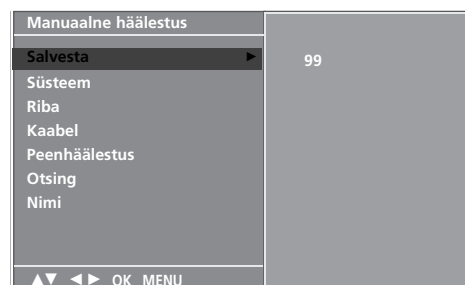 Manuaalne häälestus
Salvesta ► 99
Süsteem
Riba
Kaabel
Peenhäälestus
Otsing
Nimi
▲▼ ◄► OK MENU